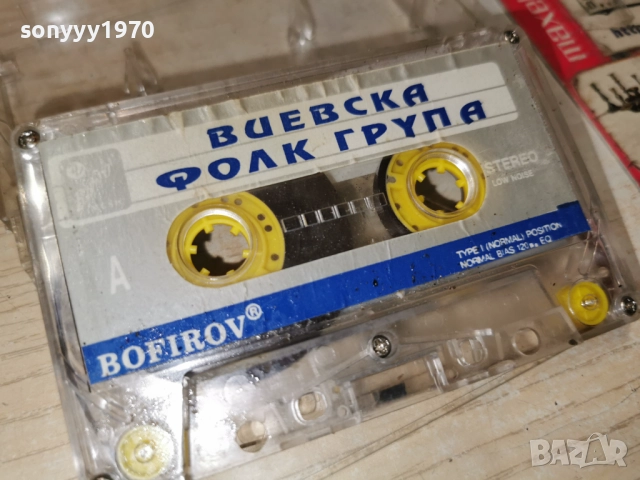 sonyyy1970
maxell
ВИЕВСКА
ФОЛК ГРУПА
STEREO
LOW NOISE
A
TYPE I (NORMAL) POSITION
NORMAL BIAS 120µs EQ
BOFIROV®
BAZAR